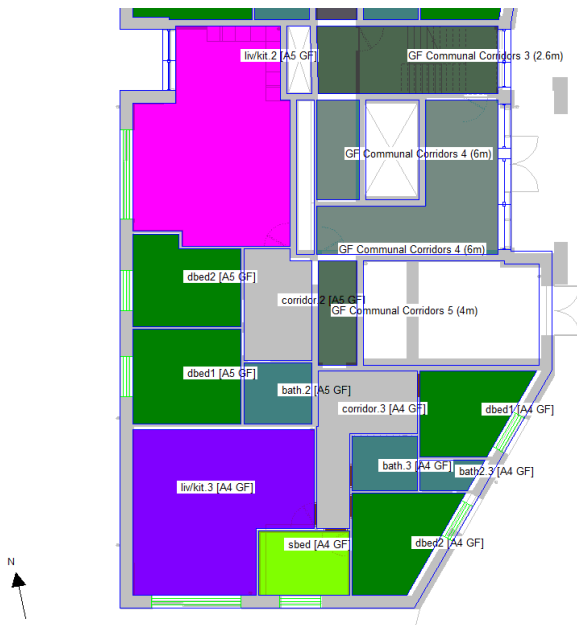 liv/kit.2 [A5 GF]
GF Communal Corridors 3 (2.6m)
GF Communal Corridors 4 (6m)
GF Communal Corridors 4 (6m)
dbed2 [A5 GF]
corridor.2 [A5 GF]
GF Communal Corridors 5 (4m)
dbed1 [A5 GF]
bath.2 [A5 GF]
corridor.3 [A4 GF]
dbed1 [A4 GF]
bath.3 [A4 GF]
bath2.3 [A4 GF]
liv/kit.3 [A4 GF]
sbed [A4 GF]
dbed2 [A4 GF]
N